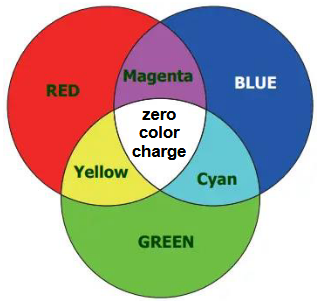 Magenta
RED
BLUE
zero
color
charge
Yellow
Cyan
GREEN